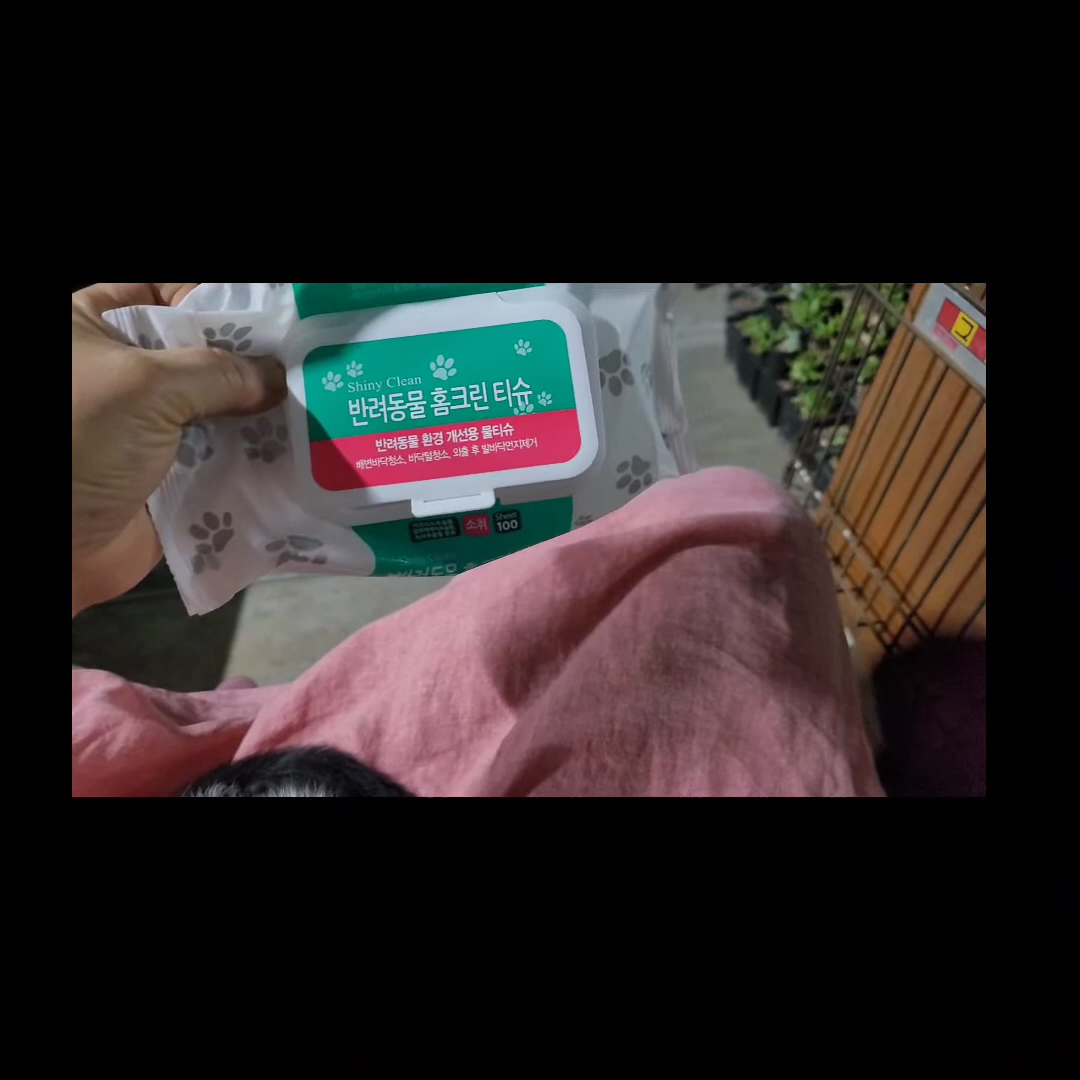 Shiny Clean
반려동물 홈크린 티슈
반려동물 환경 개선용 물티슈
배변바닥청소, 바닥털청소, 외출 후 발바닥먼지제거
소취
Sheet
100